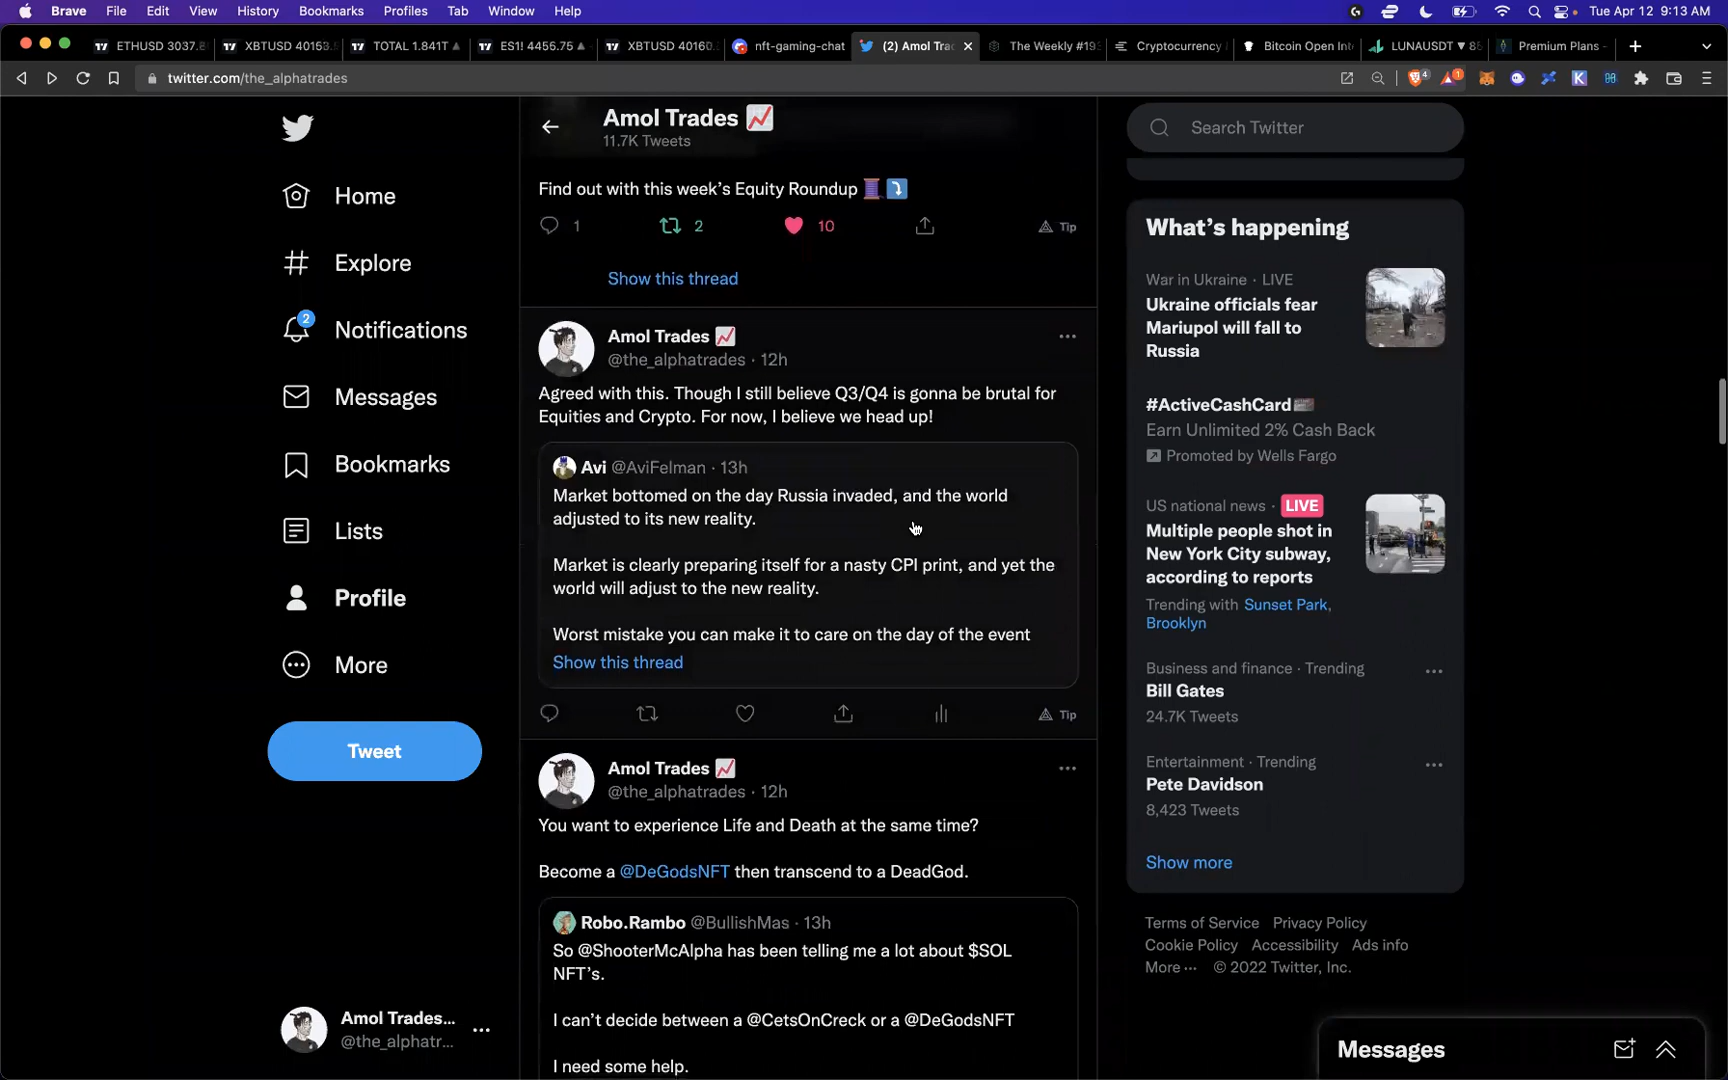 Brave File Edit View History Bookmarks Profiles Tab Window Help Tue Apr 12 9:13 AM
ETHUSD 3037.8 XBTUSD 40153.5 TOTAL 1.841T ES1! 4455.75 XBTUSD 40160. nft-gaming-chat (2) Amol Tra The Weekly #193 Cryptocurrency Bitcoin Open Int LUNAUSDT ▼ 8 Premium Plans -
twitter.com/the_alphatrades 4 1
Amol Trades
11.7K Tweets
Search Twitter
Home
Explore
2
Notifications
Messages
Bookmarks
Lists
Profile
More
Tweet
Amol Trades...
@the_alphatr...
Find out with this week's Equity Roundup
1 2 10 Tip
Show this thread
Amol Trades
@the_alphatrades · 12h
Agreed with this. Though I still believe Q3/Q4 is gonna be brutal for
Equities and Crypto. For now, I believe we head up!
Avi @AviFelman · 13h
Market bottomed on the day Russia invaded, and the world
adjusted to its new reality.
Market is clearly preparing itself for a nasty CPI print, and yet the
world will adjust to the new reality.
Worst mistake you can make it to care on the day of the event
Show this thread
Tip
Amol Trades
@the_alphatrades · 12h
You want to experience Life and Death at the same time?
Become a @DeGodsNFT then transcend to a DeadGod.
Robo.Rambo @BullishMas · 13h
So @ShooterMcAlpha has been telling me a lot about $SOL
NFT's.
I can't decide between a @CetsOnCreck or a @DeGodsNFT
I need some help.
What's happening
War in Ukraine · LIVE
Ukraine officials fear
Mariupol will fall to
Russia
#ActiveCashCard
Earn Unlimited 2% Cash Back
Promoted by Wells Fargo
US national news · LIVE
Multiple people shot in
New York City subway,
according to reports
Trending with Sunset Park,
Brooklyn
Business and finance · Trending
Bill Gates
24.7K Tweets
Entertainment · Trending
Pete Davidson
8,423 Tweets
Show more
Terms of Service Privacy Policy
Cookie Policy Accessibility Ads info
More ··· © 2022 Twitter, Inc.
Messages